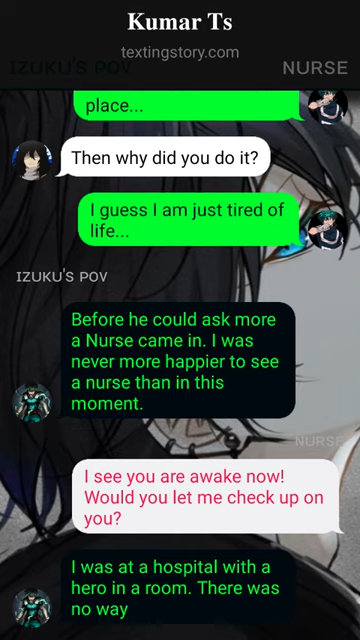 Kumar Ts
textingstory.com
IZUKU'S POV
NURSE
place...
Then why did you do it?
I guess I am just tired of
life...
IZUKU'S POV
Before he could ask more
a Nurse came in. I was
never more happier to see
a nurse than in this
moment.
NURSE
I see you are awake now!
Would you let me check up on
you?
I was at a hospital with a
hero in a room. There was
no way